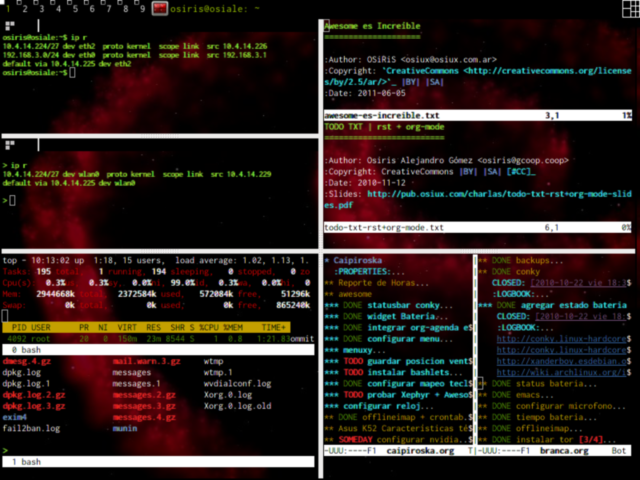 1 2 3 4 5 6 7 8 9 osiris@osiale: ~
osiris@osiale:~$ ip r
10.4.14.224/27 dev eth2 proto kernel scope link src 10.4.14.226
192.168.3.0/24 dev eth0 proto kernel scope link src 192.168.3.1
default via 10.4.14.225 dev eth2
osiris@osiale:~$
> ip r
10.4.14.224/27 dev wlan0 proto kernel scope link src 10.4.14.229
default via 10.4.14.225 dev wlan0
>
top - 10:13:02 up 1:18, 15 users, load average: 1.02, 1.13, 1.
Tasks: 195 total, 1 running, 194 sleeping, 0 stopped, 0 zo
Cpu(s): 0.3%us, 0.3%sy, 0.0%ni, 99.0%id, 0.3%wa, 0.0%hi, 0.0%si
Mem: 2944668k total, 2372584k used, 572084k free, 51296k
Swap: 0k total, 0k used, 0k free, 865240k
PID USER PR NI VIRT RES SHR S %CPU %MEM TIME+
4092 root 20 0 150m 23m 8544 S 3 0.8 1:21.83 ommit
0 bash
dmesg.4.gz mail.warn.3.gz wtmp
dpkg.log messages wtmp.1
dpkg.log.1 messages.1 wvdialconf.log
dpkg.log.2.gz messages.2.gz Xorg.0.log
dpkg.log.3.gz messages.3.gz Xorg.0.log.old
exim4 messages.4.gz
fail2ban.log munin
>
1 bash
Awesome es Increible
====================
:Author: OSiRiS (osiux@osiux.com.ar)
:Copyright: `CreativeCommons <http://creativecommons.org/license
s/by/2.5/ar/>`_ |BY| |SA|
:Date: 2011-06-05
awesome-es-increible.txt 3,1 1%
TODO TXT | rst + org-mode
=========================
:Author: Osiris Alejandro Gómez <osiris@gcoop.coop>
:Copyright: CreativeCommons |BY| |SA| [#CC]_
:Date: 2010-11-12
:Slides: http://pub.osiux.com/charlas/todo-txt-rst+org-mode-slid
es.pdf
todo-txt-rst+org-mode.txt 6,1 0%
* Caipiroska
:PROPERTIES:...
** Reporte de Horas...
** awesome
*** DONE statusbar conky...
*** DONE widget Bateria...
*** DONE integrar org-agenda e$
*** DONE configurar menu...
*** menuxy...
*** TODO guardar posicion vent$
*** TODO instalar bashlets...
*** DONE configurar mapeo tecl$
*** TODO probar Xephyr + Aweso$
*** configurar reloj...
** DONE offlineimap + crontab.$
** Asus K52 Características té$
** SOMEDAY configurar nvidia..$
-UUU:----F1 caipiroska.org T
** DONE backups...
** DONE conky
CLOSED: [2010-10-22 vie 18:3$
:LOGBOOK:...
*** DONE agregar estado bateria
CLOSED: [2010-10-22 vie 18:$
:LOGBOOK:...
http://conky.linux-hardcore$
http://conky.linux-hardcore$
http://xanderboy.esdebian.o$
http://wiki.archlinux.org/i$
** DONE status bateria...
** DONE emacs...
** DONE configurar microfono...
** DONE timezone bateria...
** DONE offlineimap...
** DONE instalar tor [3/4]...
-UUU:----F1 branca.org Bot